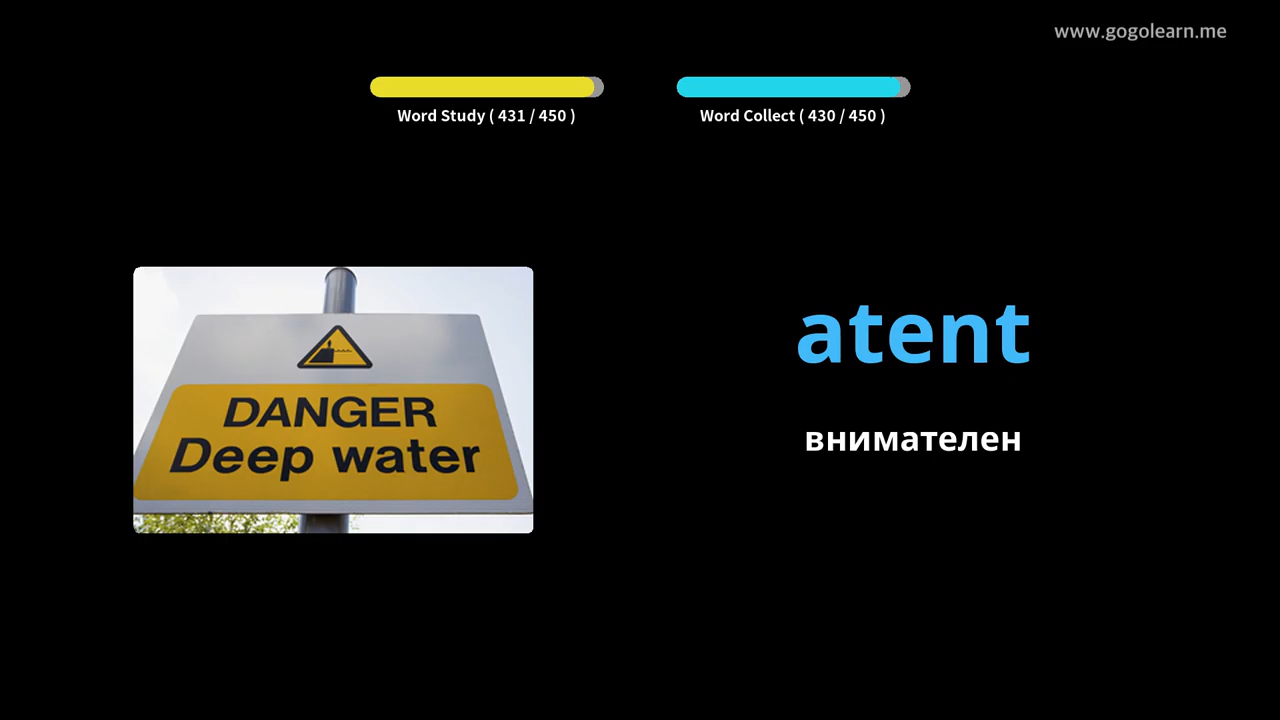 www.gogolearn.me
Word Study ( 431 / 450 )
Word Collect ( 430 / 450 )
DANGER
Deep water
atent
внимателен